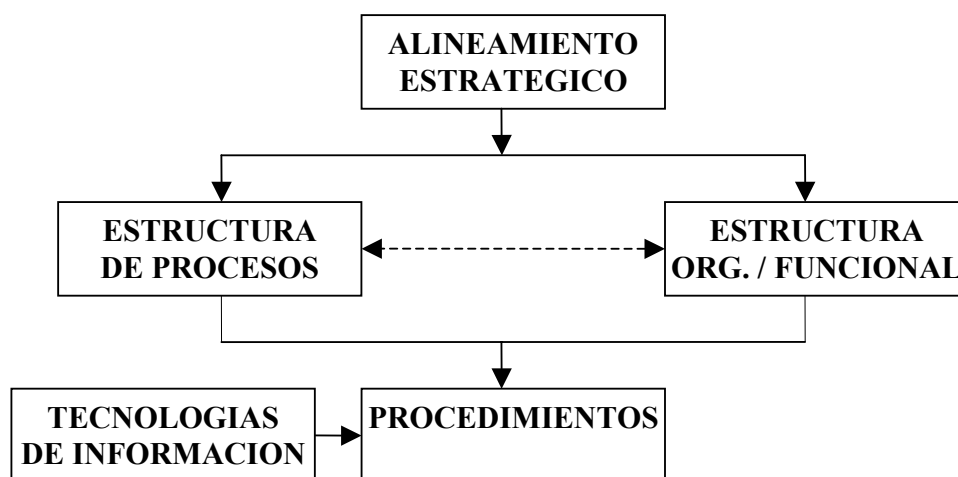 ALINEAMIENTO
ESTRATEGICO
ESTRUCTURA
DE PROCESOS
ESTRUCTURA
ORG. / FUNCIONAL
TECNOLOGIAS
DE INFORMACION
PROCEDIMIENTOS